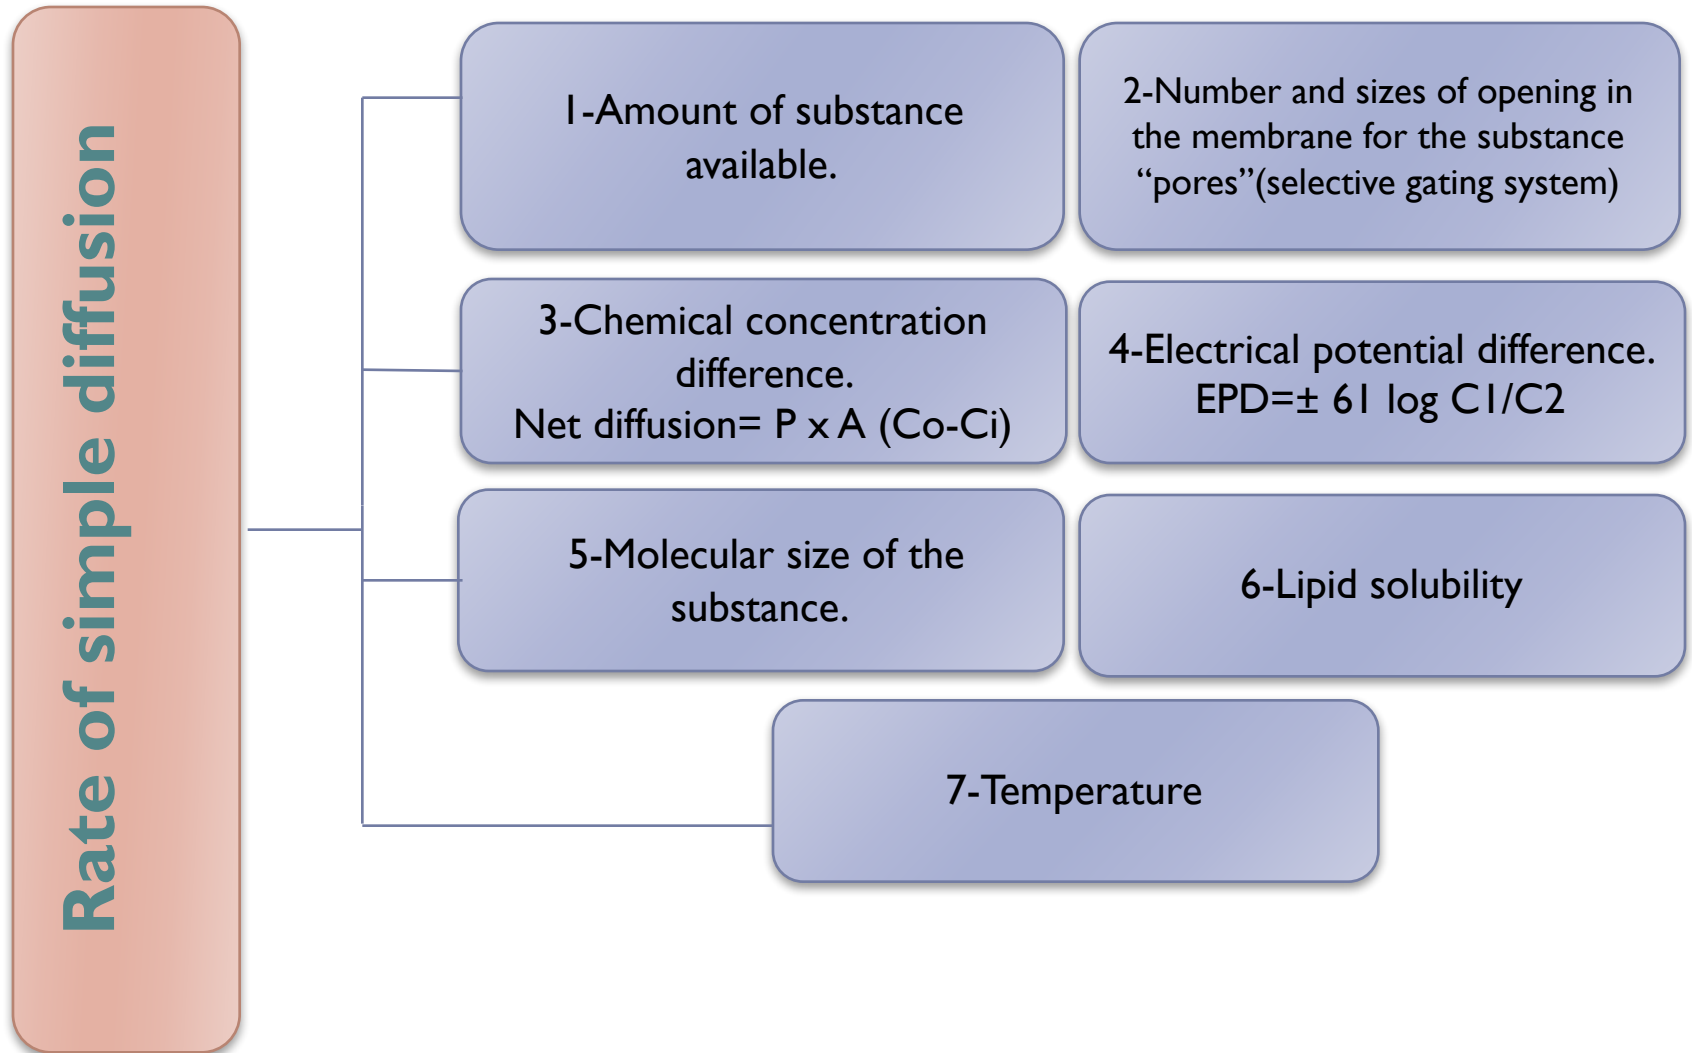 Rate of simple diffusion
1-Amount of substance
available.
2-Number and sizes of opening in
the membrane for the substance
“pores”(selective gating system)
3-Chemical concentration
difference.
Net diffusion= P x A (Co-Ci)
4-Electrical potential difference.
EPD=± 61 log C1/C2
5-Molecular size of the
substance.
6-Lipid solubility
7-Temperature